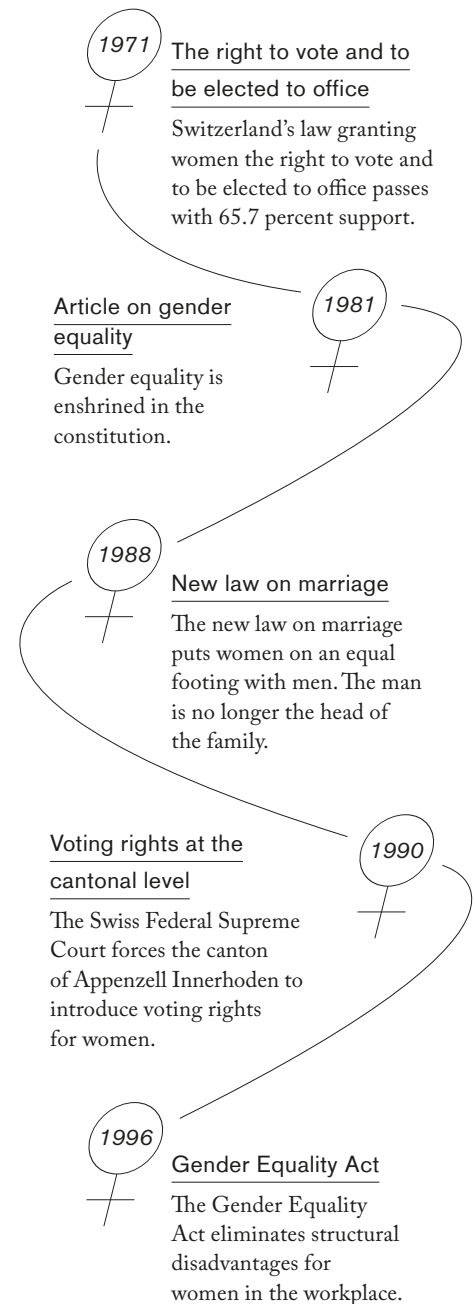 1971
The right to vote and to
be elected to office
Switzerland’s law granting
women the right to vote and
to be elected to office passes
with 65.7 percent support.
1981
Article on gender
equality
Gender equality is
enshrined in the
constitution.
1988
New law on marriage
The new law on marriage
puts women on an equal
footing with men. The man
is no longer the head of
the family.
1990
Voting rights at the
cantonal level
The Swiss Federal Supreme
Court forces the canton
of Appenzell Innerhoden to
introduce voting rights
for women.
1996
Gender Equality Act
The Gender Equality
Act eliminates structural
disadvantages for
women in the workplace.